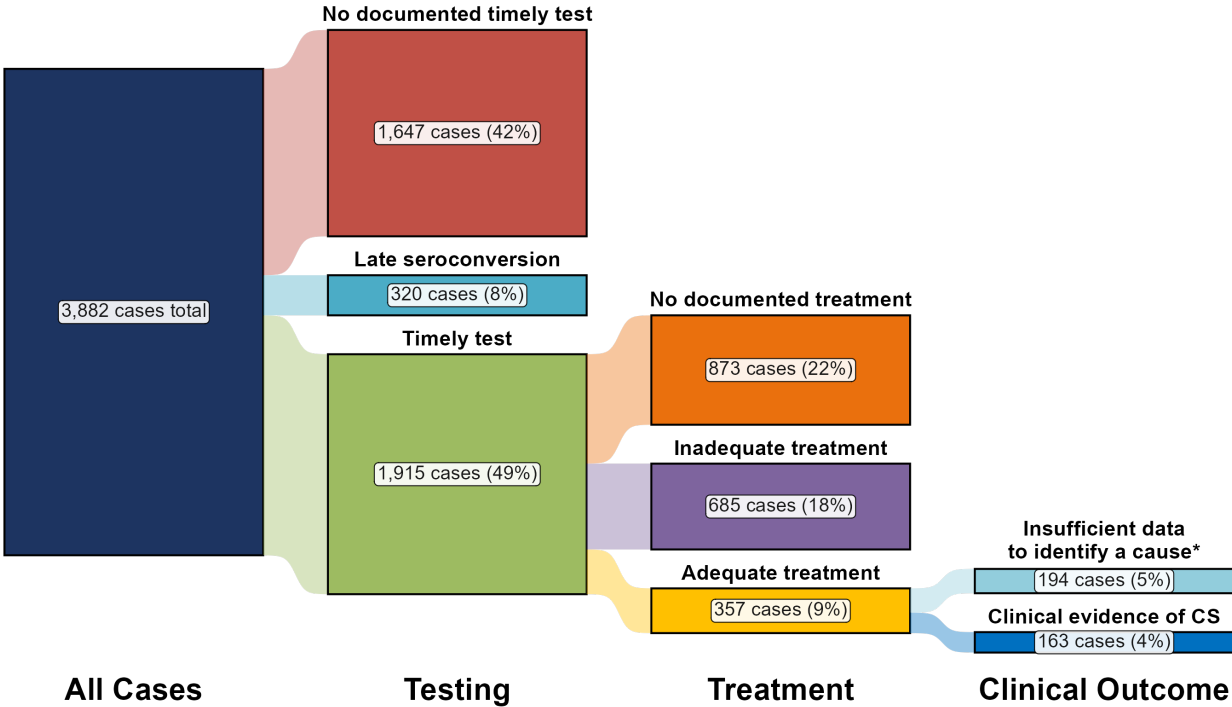 No documented timely test
1,647 cases (42%)
Late seroconversion
320 cases (8%)
3,882 cases total
No documented treatment
Timely test
873 cases (22%)
Inadequate treatment
1,915 cases (49%)
685 cases (18%)
Insufficient data
to identify a cause*
Adequate treatment
194 cases (5%)
357 cases (9%)
Clinical evidence of CS
163 cases (4%)
All Cases
Testing
Treatment
Clinical Outcome